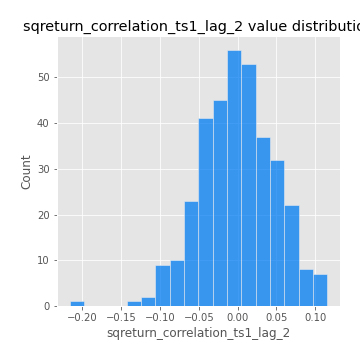 sqreturn_correlation_ts1_lag_2 value distributio
50
40
30
20
10
0
Count
−0.20 −0.15 −0.10 −0.05 0.00 0.05 0.10
sqreturn_correlation_ts1_lag_2